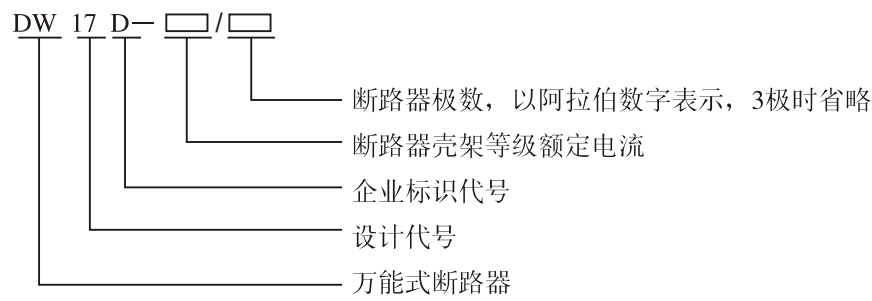 DW 17 D－□/□
断路器极数，以阿拉伯数字表示，3极时省略
断路器壳架等级额定电流
企业标识代号
设计代号
万能式断路器